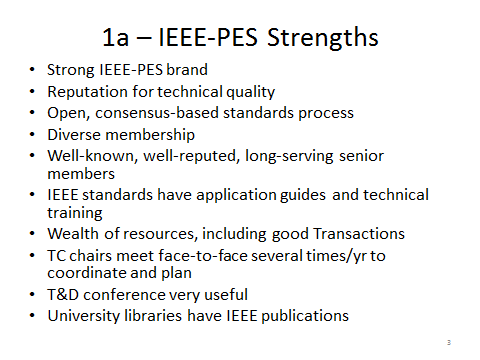 1a – IEEE-PES Strengths
• Strong IEEE-PES brand
• Reputation for technical quality
• Open, consensus-based standards process
• Diverse membership
• Well-known, well-reputed, long-serving senior
members
• IEEE standards have application guides and technical
training
• Wealth of resources, including good Transactions
• TC chairs meet face-to-face several times/yr to
coordinate and plan
• T&D conference very useful
• University libraries have IEEE publications
3